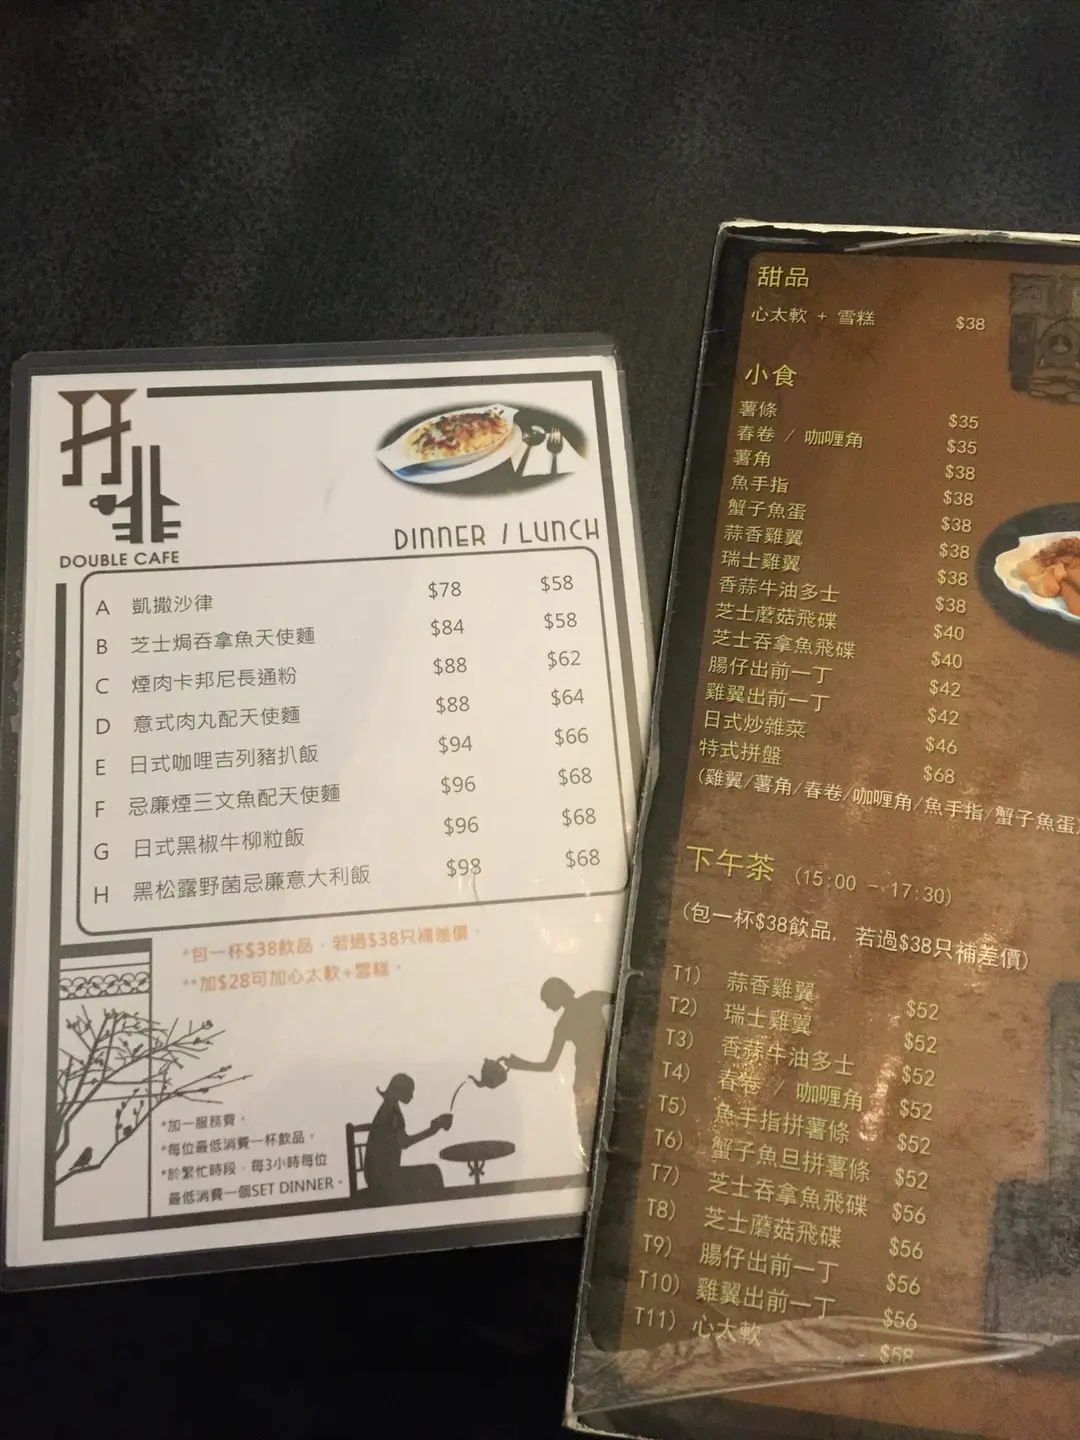 DOUBLE CAFE
DINNER / LUNCH
A 凱撒沙律 $78 $58
B 芝士焗吞拿魚天使麵 $84 $58
C 煙肉卡邦尼長通粉 $88 $62
D 意式肉丸配天使麵 $88 $64
E 日式咖哩吉列豬扒飯 $94 $66
F 忌廉煙三文魚配天使麵 $96 $68
G 日式黑椒牛柳粒飯 $96 $68
H 黑松露野菌忌廉意大利飯 $98 $68
*包一杯$38飲品，若過$38只補差價。
**加$28可加心太軟+雪糕。
*加一服務費。
*每位最低消費一杯飲品。
*於繁忙時段，每3小時每位
最低消費一個SET DINNER。
甜品
心太軟 + 雪糕 $38
小食
薯條 $35
春卷 / 咖喱角 $35
薯角 $38
魚手指 $38
蟹子魚蛋 $38
蒜香雞翼 $38
瑞士雞翼 $38
香蒜牛油多士 $38
芝士蘑菇飛碟 $40
芝士吞拿魚飛碟 $40
腸仔出前一丁 $42
雞翼出前一丁 $42
日式炒雜菜 $46
特式拼盤 $68
(雞翼/薯角/春卷/咖喱角/魚手指/蟹子魚蛋)
下午茶 (15:00 - 17:30)
(包一杯$38飲品, 若過$38只補差價)
T1) 蒜香雞翼 $52
T2) 瑞士雞翼 $52
T3) 香蒜牛油多士 $52
T4) 春卷 / 咖喱角 $52
T5) 魚手指拼薯條 $52
T6) 蟹子魚旦拼薯條 $52
T7) 芝士吞拿魚飛碟 $56
T8) 芝士蘑菇飛碟 $56
T9) 腸仔出前一丁 $56
T10) 雞翼出前一丁 $56
T11) 心太軟 $58